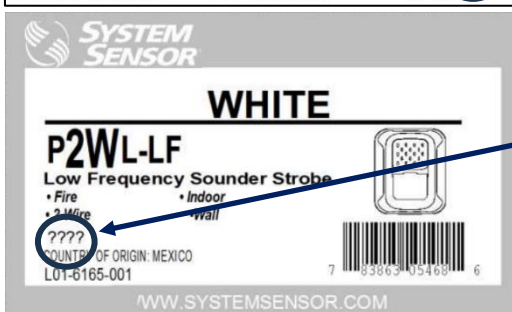 SYSTEM
SENSOR
WHITE
P2WL-LF
Low Frequency Sounder Strobe
• Fire • Indoor
• 2-Wire •Wall
????
COUNTRY OF ORIGIN: MEXICO
L01-6165-001
7 83863 05468 6
WWW.SYSTEMSENSOR.COM